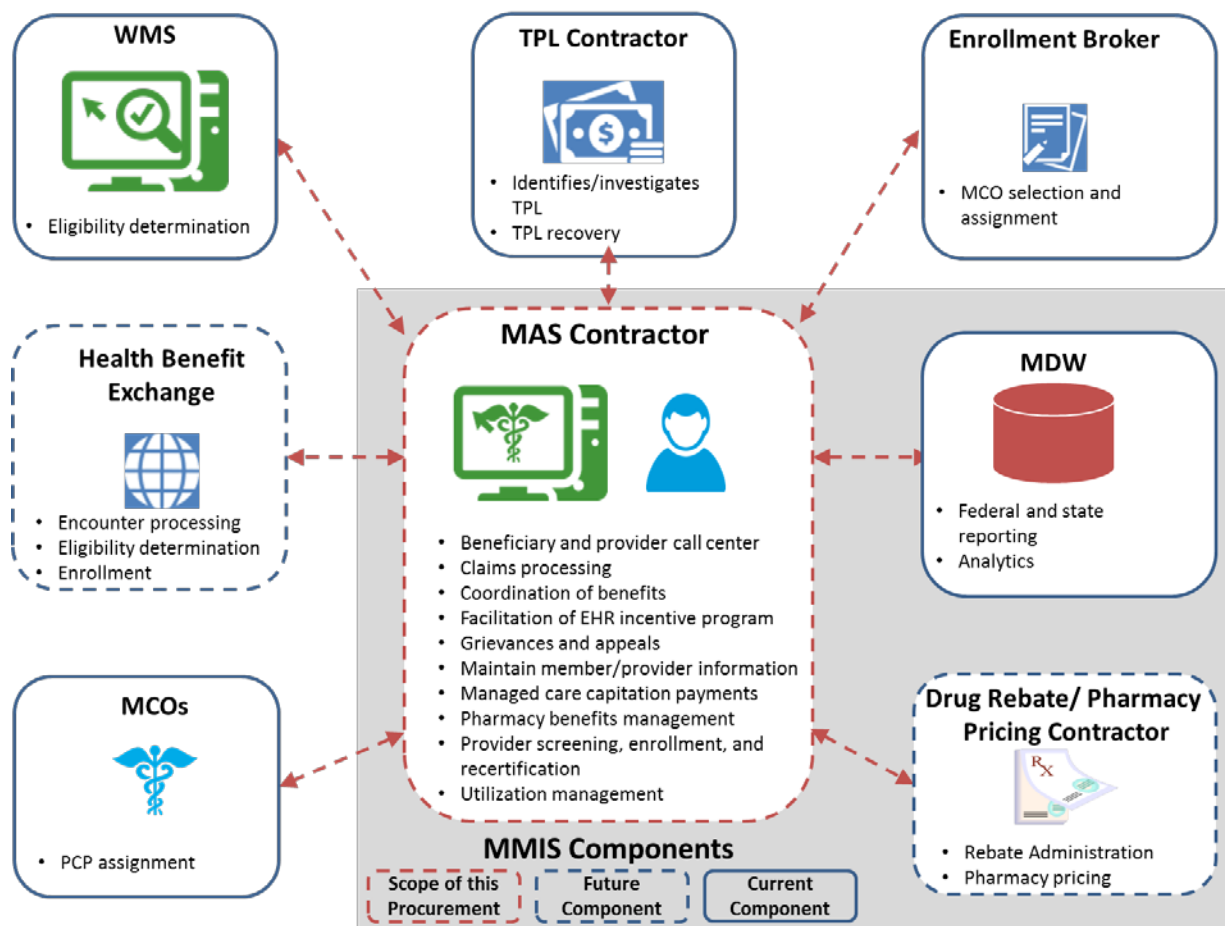 WMS
• Eligibility determination
TPL Contractor
$
• Identifies/investigates
TPL
• TPL recovery
Enrollment Broker
• MCO selection and
assignment
Health Benefit
Exchange
• Encounter processing
• Eligibility determination
• Enrollment
MAS Contractor
• Beneficiary and provider call center
• Claims processing
• Coordination of benefits
• Facilitation of EHR incentive program
• Grievances and appeals
• Maintain member/provider information
• Managed care capitation payments
• Pharmacy benefits management
• Provider screening, enrollment, and
recertification
• Utilization management
MDW
• Federal and state
reporting
• Analytics
MCOs
• PCP assignment
Drug Rebate/ Pharmacy
Pricing Contractor
RX
• Rebate Administration
• Pharmacy pricing
MMIS Components
Scope of this
Procurement
Future
Component
Current
Component